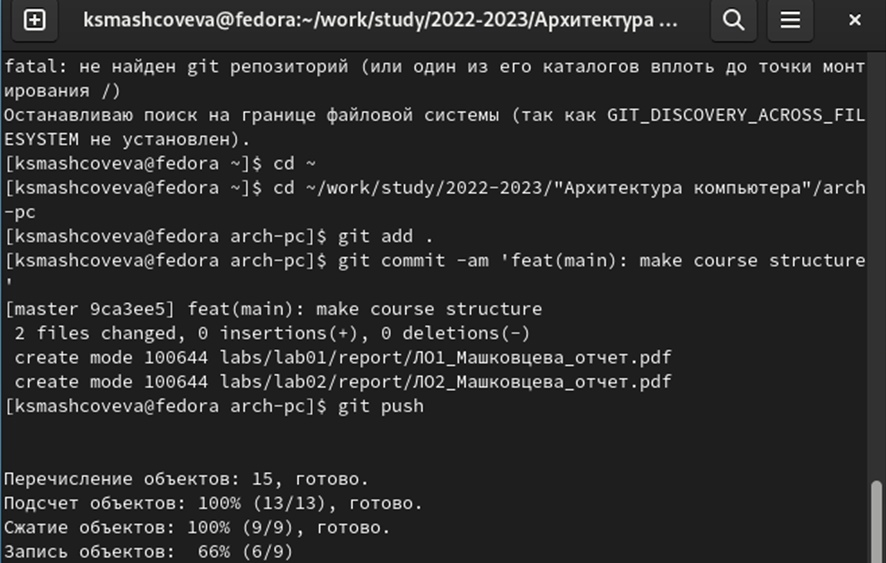 ksmashcoveva@fedora:~/work/study/2022-2023/Архитектура ...
fatal: не найден git репозиторий (или один из его каталогов вплоть до точки монт
ирования /)
Останавливаю поиск на границе файловой системы (так как GIT_DISCOVERY_ACROSS_FIL
ESYSTEM не установлен).
[ksmashcoveva@fedora ~]$ cd ~
[ksmashcoveva@fedora ~]$ cd ~/work/study/2022-2023/"Архитектура компьютера"/arch
-pc
[ksmashcoveva@fedora arch-pc]$ git add .
[ksmashcoveva@fedora arch-pc]$ git commit -am 'feat(main): make course structure
'
[master 9ca3ee5] feat(main): make course structure
 2 files changed, 0 insertions(+), 0 deletions(-)
 create mode 100644 labs/lab01/report/ЛО1_Машковцева_отчет.pdf
 create mode 100644 labs/lab02/report/ЛО2_Машковцева_отчет.pdf
[ksmashcoveva@fedora arch-pc]$ git push
Перечисление объектов: 15, готово.
Подсчет объектов: 100% (13/13), готово.
Сжатие объектов: 100% (9/9), готово.
Запись объектов:  66% (6/9)